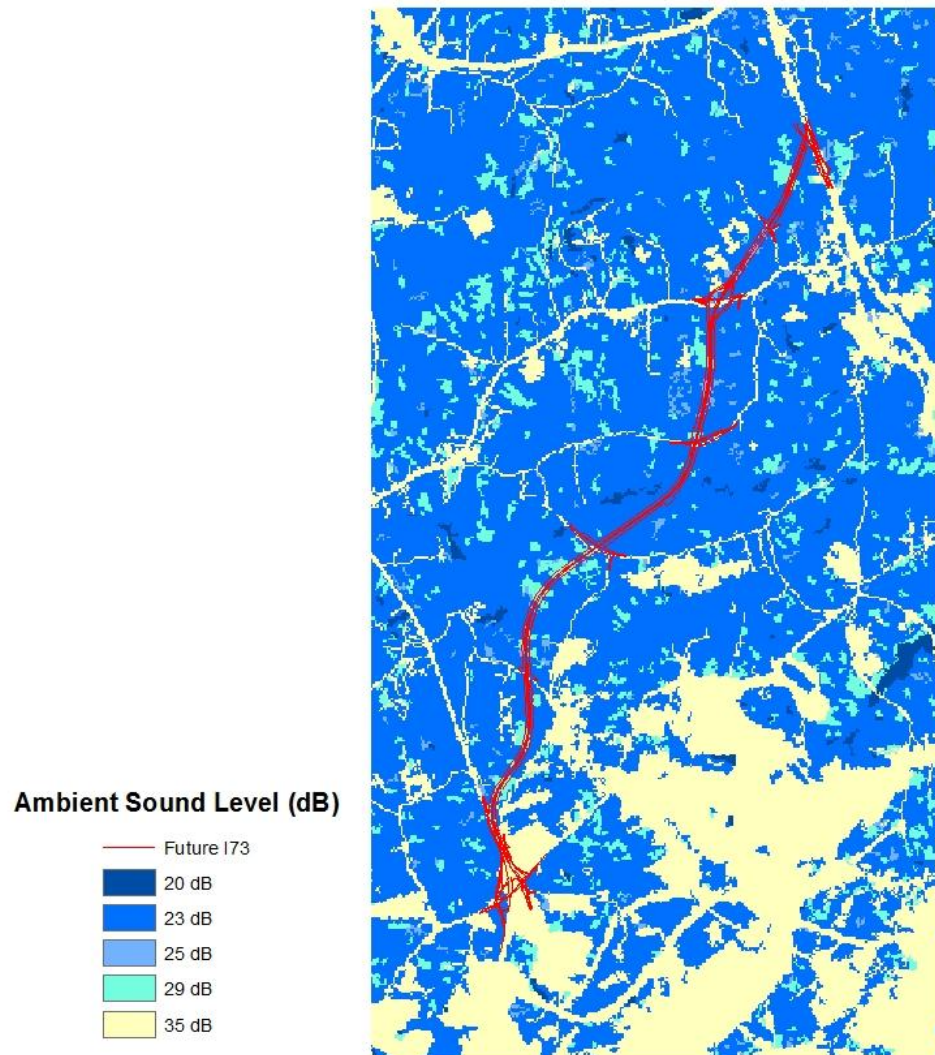 Ambient Sound Level (dB)
Future I73
20 dB
23 dB
25 dB
29 dB
35 dB